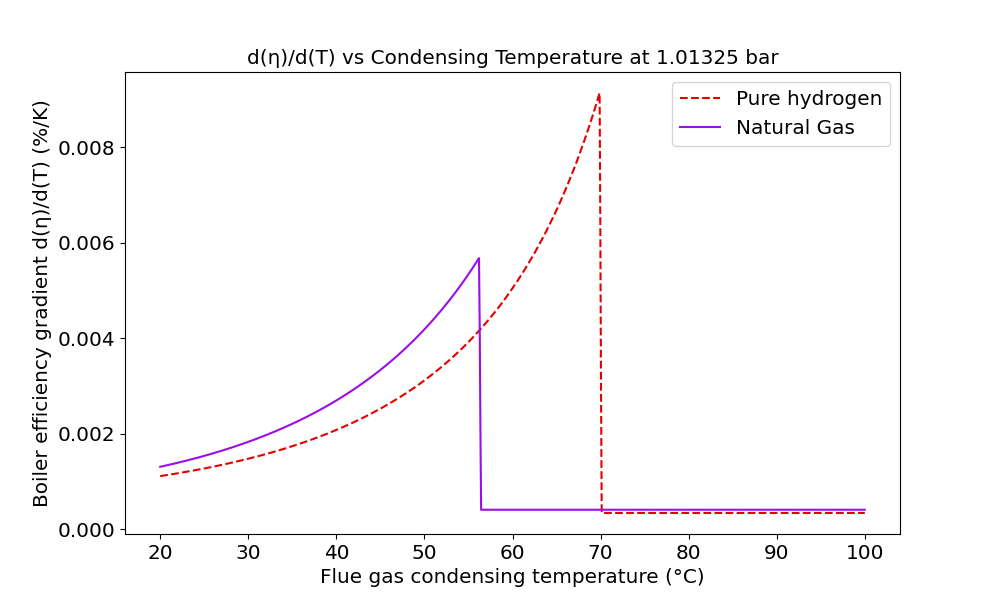 d(η)/d(T) vs Condensing Temperature at 1.01325 bar
Pure hydrogen
Natural Gas
Boiler efficiency gradient d(η)/d(T) (%/K)
0.008
0.006
0.004
0.002
0.000
20 30 40 50 60 70 80 90 100
Flue gas condensing temperature (°C)